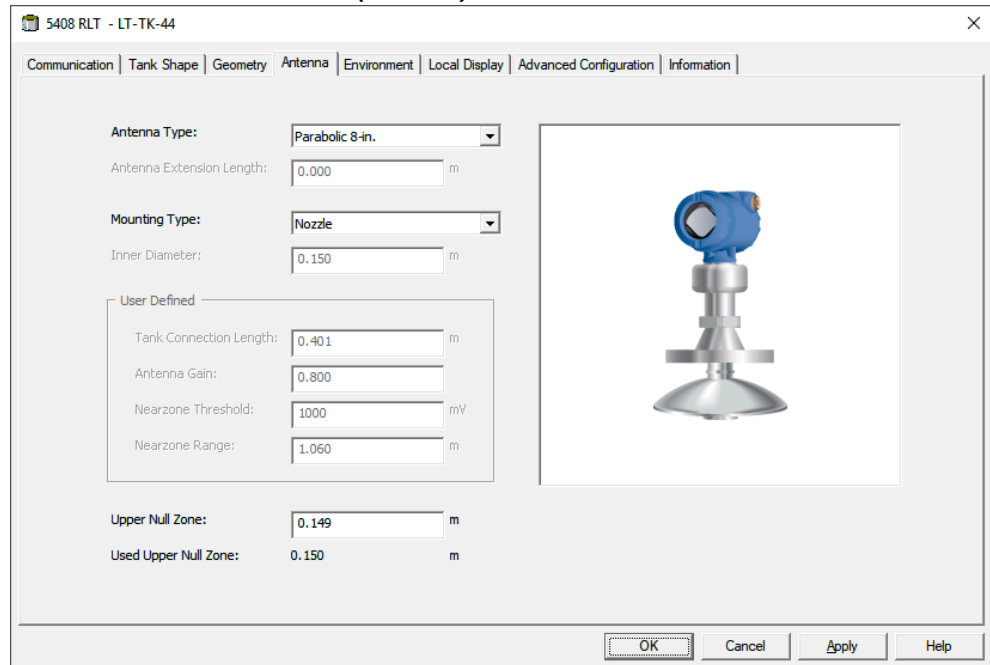 5408 RLT - LT-TK-44
Communication Tank Shape Geometry Antenna Environment Local Display Advanced Configuration Information
Antenna Type: Parabolic 8-in.
Antenna Extension Length: 0.000 m
Mounting Type: Nozzle
Inner Diameter: 0.150 m
User Defined
Tank Connection Length: 0.401 m
Antenna Gain: 0.800
Nearzone Threshold: 1000 mV
Nearzone Range: 1.060 m
Upper Null Zone: 0.149 m
Used Upper Null Zone: 0.150 m
OK Cancel Apply Help